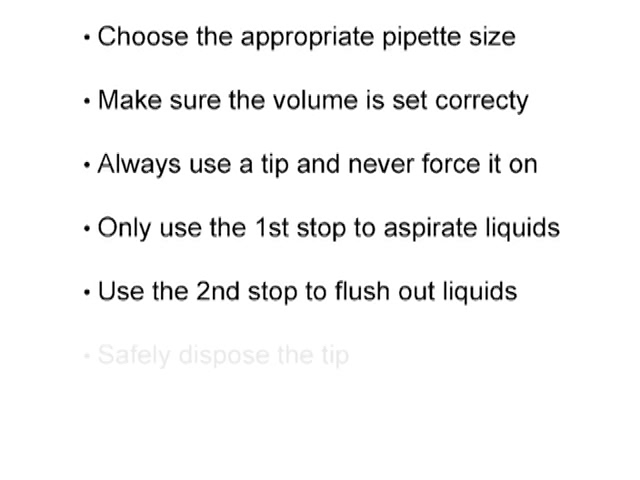 • Choose the appropriate pipette size
• Make sure the volume is set correcty
• Always use a tip and never force it on
• Only use the 1st stop to aspirate liquids
• Use the 2nd stop to flush out liquids
• Safely dispose the tip